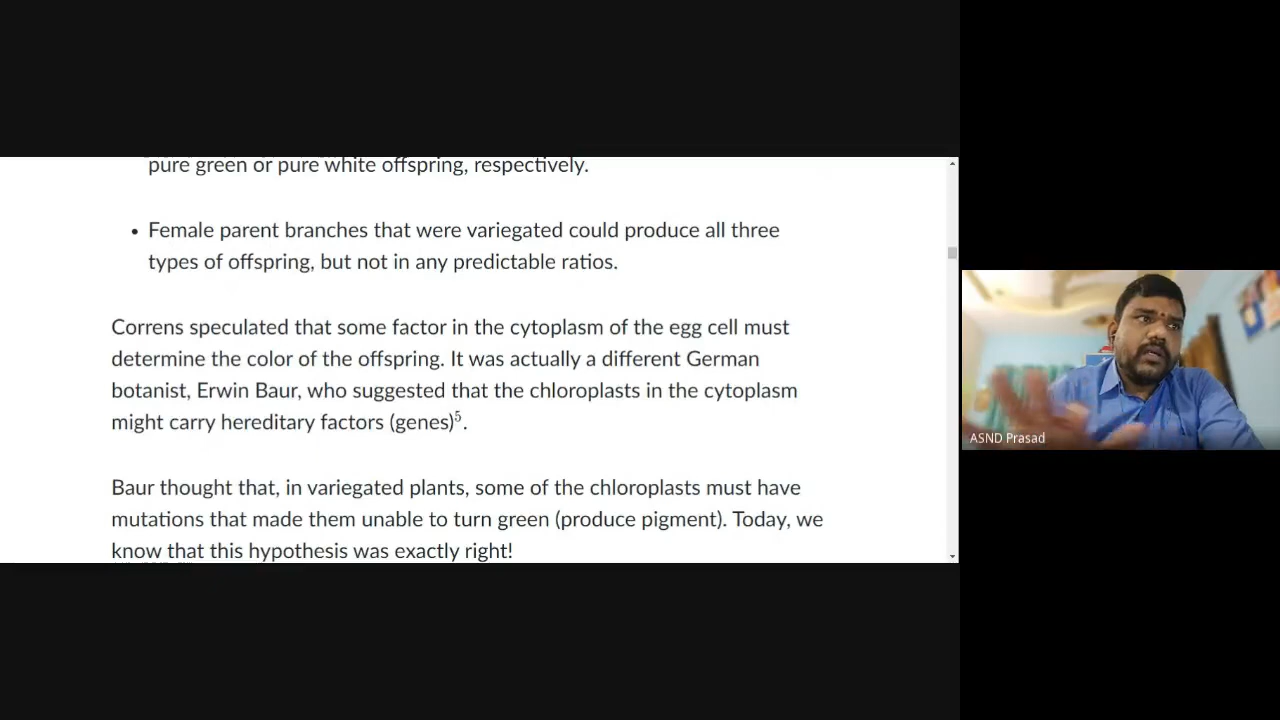 pure green or pure white offspring, respectively.
• Female parent branches that were variegated could produce all three
types of offspring, but not in any predictable ratios.
Correns speculated that some factor in the cytoplasm of the egg cell must
determine the color of the offspring. It was actually a different German
botanist, Erwin Baur, who suggested that the chloroplasts in the cytoplasm
might carry hereditary factors (genes)⁵.
Baur thought that, in variegated plants, some of the chloroplasts must have
mutations that made them unable to turn green (produce pigment). Today, we
know that this hypothesis was exactly right!
ASND Prasad